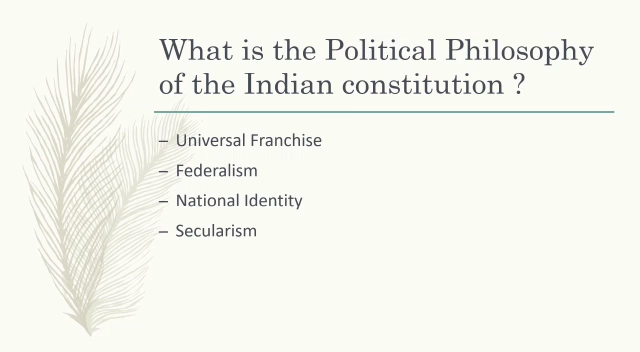 What is the Political Philosophy
of the Indian constitution ?
– Universal Franchise
– Federalism
– National Identity
– Secularism